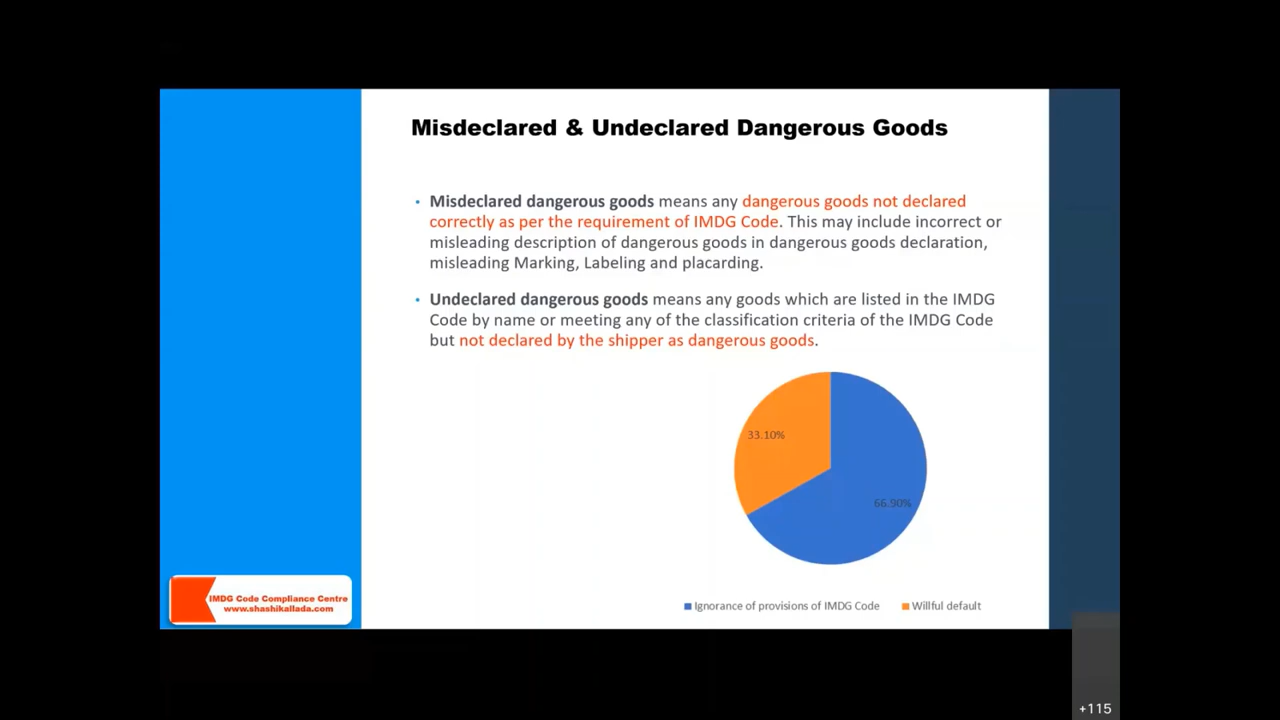 Misdeclared & Undeclared Dangerous Goods
• Misdeclared dangerous goods means any dangerous goods not declared
correctly as per the requirement of IMDG Code. This may include incorrect or
misleading description of dangerous goods in dangerous goods declaration,
misleading Marking, Labeling and placarding.
• Undeclared dangerous goods means any goods which are listed in the IMDG
Code by name or meeting any of the classification criteria of the IMDG Code
but not declared by the shipper as dangerous goods.
33.10%
66.90%
Ignorance of provisions of IMDG Code
Willful default
IMDG Code Compliance Centre
www.shashikallada.com
+115